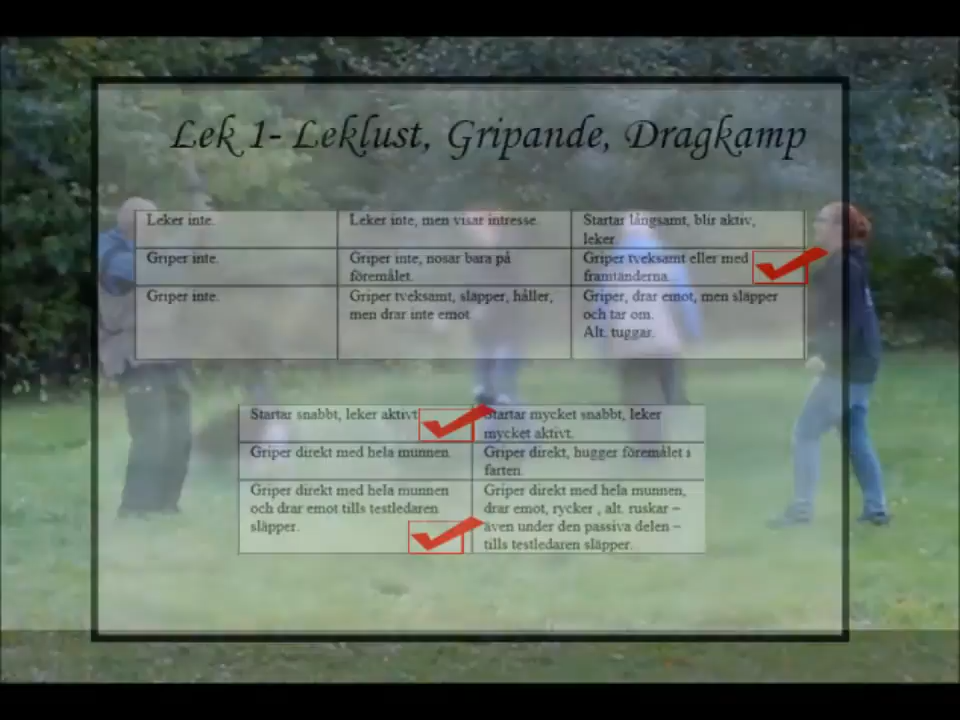 Lek 1- Leklust, Gripande, Dragkamp
Leker inte.
Leker inte, men visar intresse.
Startar långsamt, blir aktiv,
leker
Griper inte.
Griper inte, nosar bara på
föremålet.
Griper tveksamt eller med
framtänderna.
Griper inte.
Griper tveksamt, släpper, håller,
men drar inte emot
Griper, drar emot, men släpper
och tar om.
Alt. tuggar.
Startar snabbt, leker aktivt
Startar mycket snabbt, leker
mycket aktivt.
Griper direkt med hela munnen.
Griper direkt, hugger föremålet i
farten.
Griper direkt med hela munnen
och drar emot tills testledaren
släpper.
Griper direkt med hela munnen,
drar emot, rycker , alt. ruskar –
även under den passiva delen –
tills testledaren släpper.